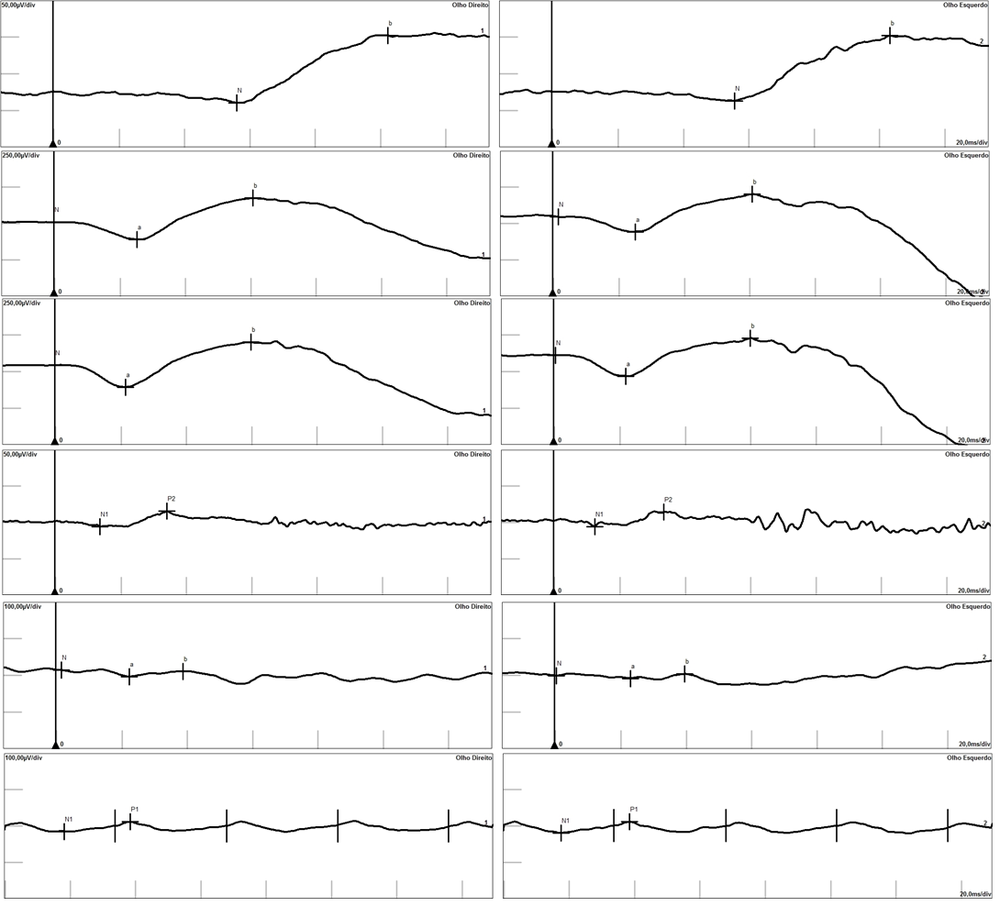 50,00µV/div Olho Direito
b
1
N
0
Olho Esquerdo
b
2
N
0 20,0ms/div
250,00µV/div Olho Direito
b
N
a
1
0
Olho Esquerdo
b
N
a
0 20,0ms/div
250,00µV/div Olho Direito
b
N
a
1
0
Olho Esquerdo
b
N
a
0 20,0ms/div
50,00µV/div Olho Direito
P2
N1
1
0
Olho Esquerdo
P2
N1
2
0 20,0ms/div
100,00µV/div Olho Direito
N
a
b
1
0
Olho Esquerdo
2
N
a
b
0 20,0ms/div
100,00µV/div Olho Direito
N1
P1
1
Olho Esquerdo
N1
P1
2
20,0ms/div